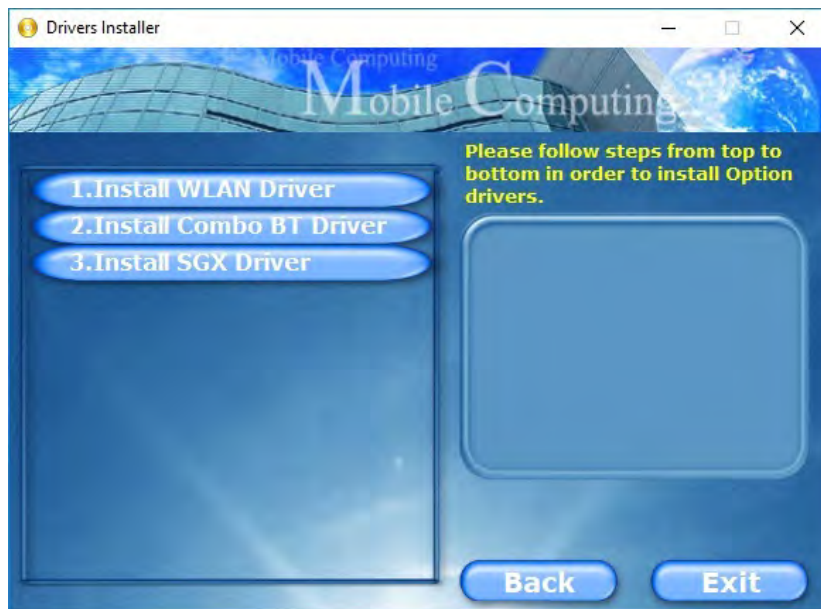 Drivers Installer
Mobile Computing
Mobile Computing
Please follow steps from top to
bottom in order to install Option
drivers.
1.Install WLAN Driver
2.Install Combo BT Driver
3.Install SGX Driver
Back
Exit